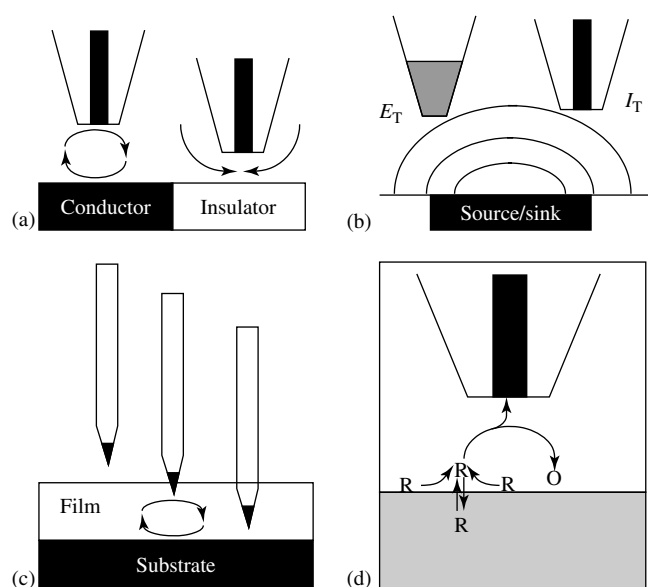 (a)
Conductor
Insulator
(b)
E_T
I_T
Source/sink
(c)
Film
Substrate
(d)
R
R
R
O
R